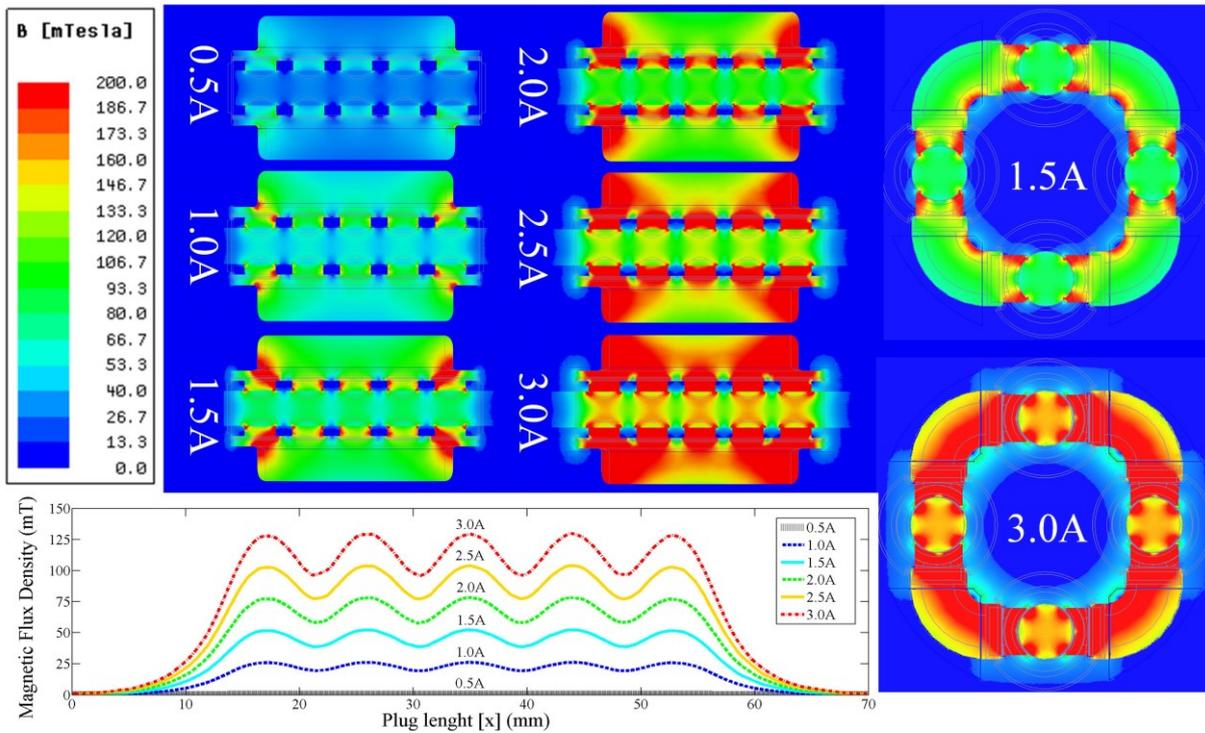 B [mTesla]
200.0
186.7
173.3
160.0
146.7
133.3
120.0
106.7
93.3
80.0
66.7
53.3
40.0
26.7
13.3
0.0
0.5A
1.0A
1.5A
2.0A
2.5A
3.0A
1.5A
3.0A
Magnetic Flux Density (mT)
150
125
100
75
50
25
0
3.0A
2.5A
2.0A
1.5A
1.0A
0.5A
0.5A
1.0A
1.5A
2.0A
2.5A
3.0A
0 10 20 30 40 50 60 70
Plug lenght [x] (mm)